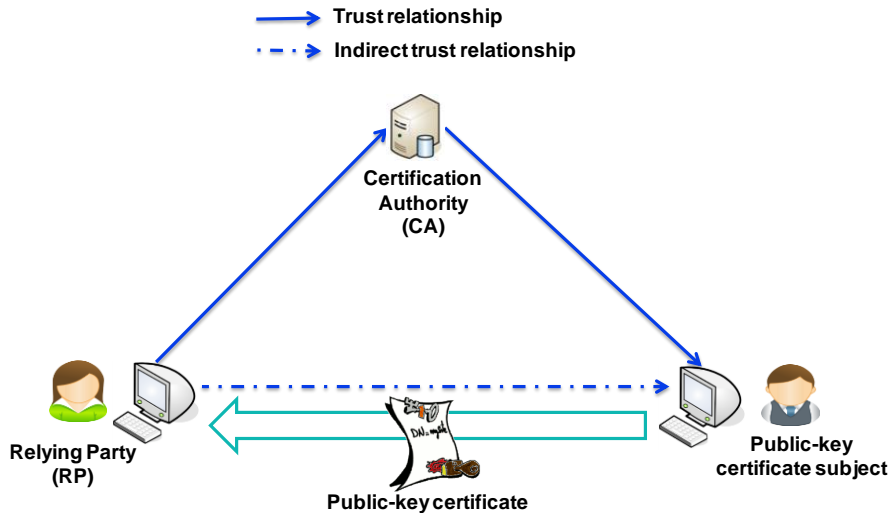 Trust relationship
Indirect trust relationship
Certification
Authority
(CA)
Relying Party
(RP)
Public-key
certificate subject
Public-key certificate